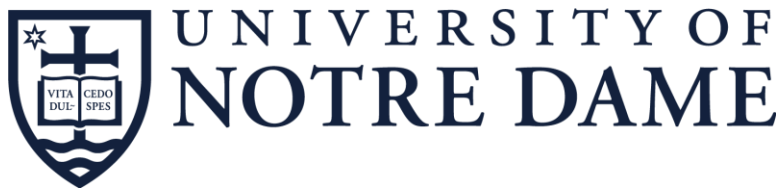 UNIVERSITY OF
NOTRE DAME
VITA CEDO
DUL- SPES